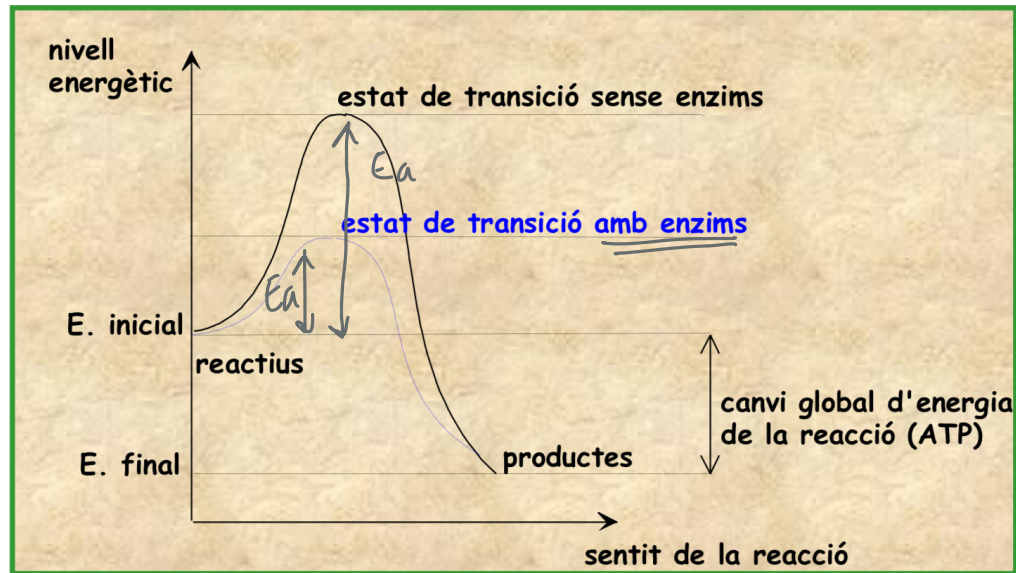 nivell
energètic
estat de transició sense enzims
Ea
estat de transició amb enzims
Ea
E. inicial
reactius
canvi global d'energia
de la reacció (ATP)
E. final
productes
sentit de la reacció